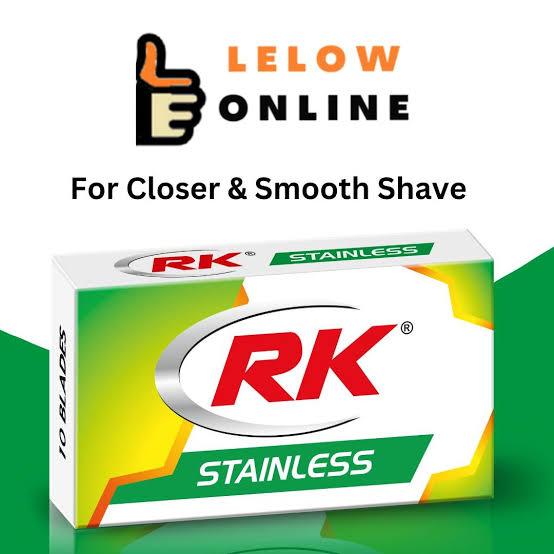 LELOW
ONLINE
For Closer & Smooth Shave
RK®
STAINLESS
10 BLADES
RK®
STAINLESS